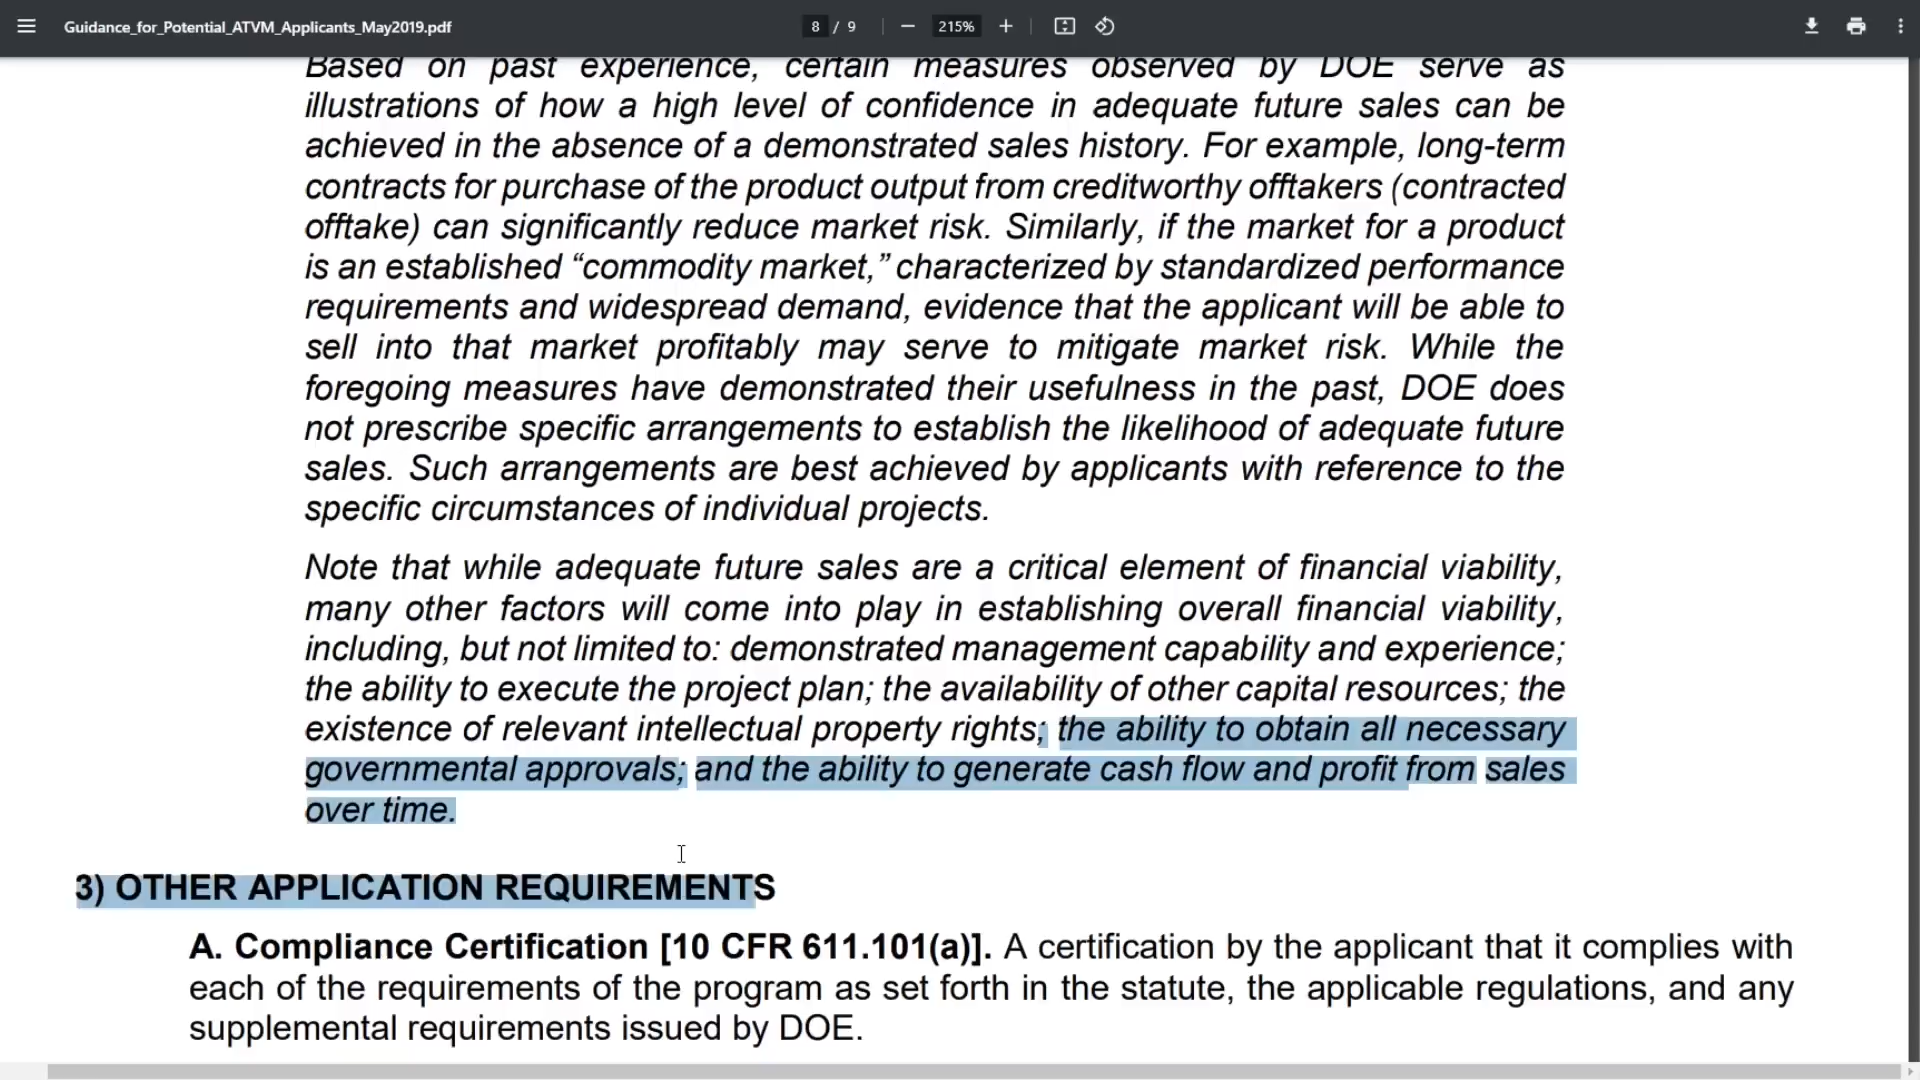 Guidance_for_Potential_ATVM_Applicants_May2019.pdf
8 / 9
215%
Based on past experience, certain measures observed by DOE serve as
illustrations of how a high level of confidence in adequate future sales can be
achieved in the absence of a demonstrated sales history. For example, long-term
contracts for purchase of the product output from creditworthy offtakers (contracted
offtake) can significantly reduce market risk. Similarly, if the market for a product
is an established “commodity market,” characterized by standardized performance
requirements and widespread demand, evidence that the applicant will be able to
sell into that market profitably may serve to mitigate market risk. While the
foregoing measures have demonstrated their usefulness in the past, DOE does
not prescribe specific arrangements to establish the likelihood of adequate future
sales. Such arrangements are best achieved by applicants with reference to the
specific circumstances of individual projects.
Note that while adequate future sales are a critical element of financial viability,
many other factors will come into play in establishing overall financial viability,
including, but not limited to: demonstrated management capability and experience;
the ability to execute the project plan; the availability of other capital resources; the
existence of relevant intellectual property rights; the ability to obtain all necessary
governmental approvals; and the ability to generate cash flow and profit from sales
over time.
3) OTHER APPLICATION REQUIREMENTS
A. Compliance Certification [10 CFR 611.101(a)]. A certification by the applicant that it complies with
each of the requirements of the program as set forth in the statute, the applicable regulations, and any
supplemental requirements issued by DOE.